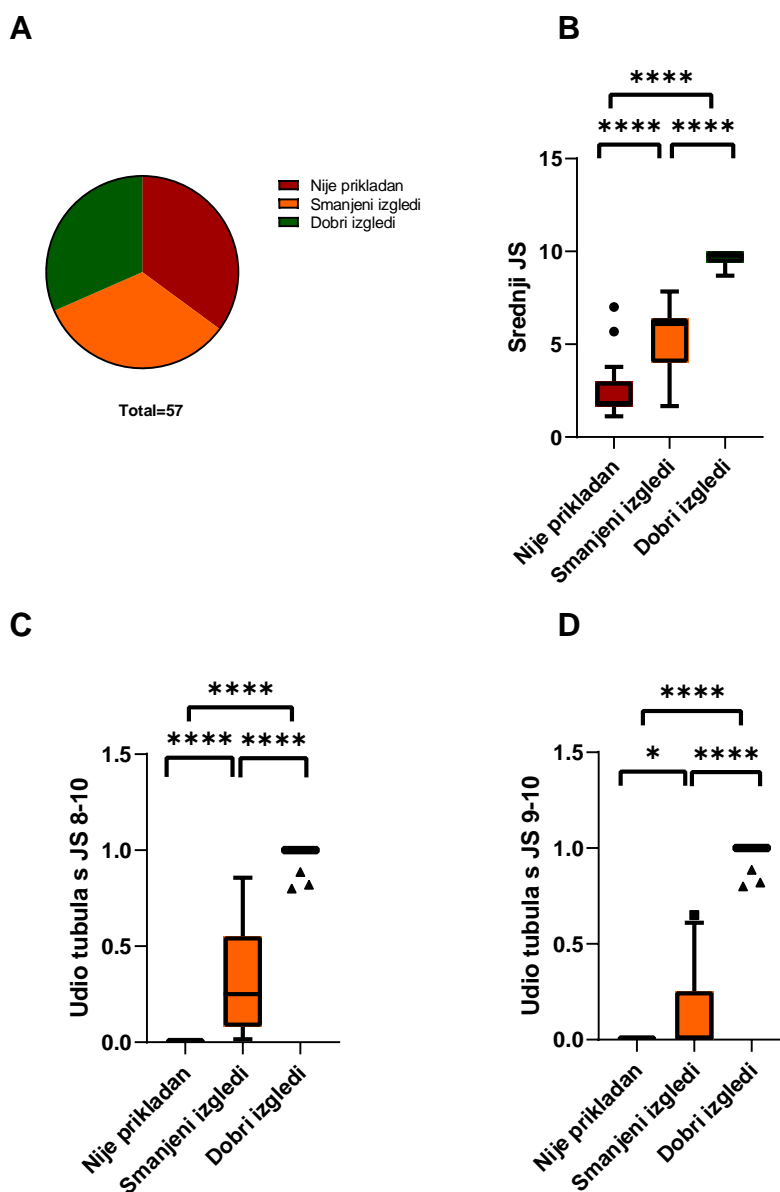 A
Nije prikladan
Smanjeni izgledi
Dobri izgledi
Total=57
B
****
**** ****
Srednji JS
15
10
5
0
Nije prikladan
Smanjeni izgledi
Dobri izgledi
C
****
**** ****
Udio tubula s JS 8-10
1.5
1.0
0.5
0.0
Nije prikladan
Smanjeni izgledi
Dobri izgledi
D
****
* ****
Udio tubula s JS 9-10
1.5
1.0
0.5
0.0
Nije prikladan
Smanjeni izgledi
Dobri izgledi